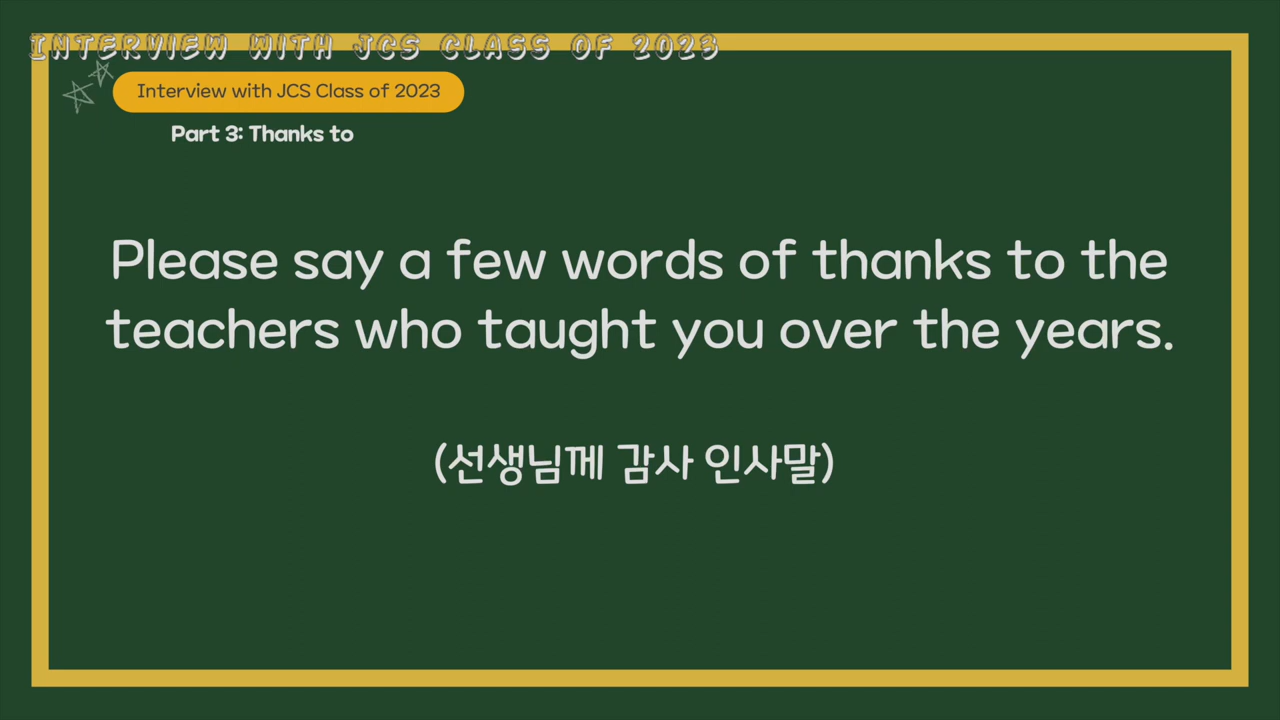 INTERVIEW WITH JCS CLASS OF 2023
Interview with JCS Class of 2023
Part 3: Thanks to
Please say a few words of thanks to the
teachers who taught you over the years.
(선생님께 감사 인사말)